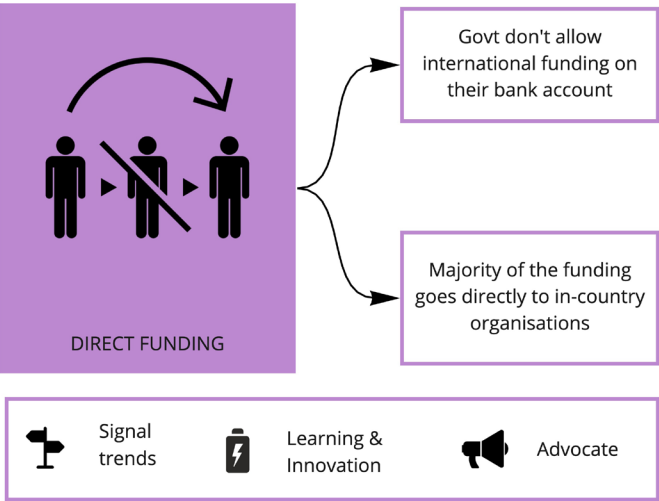 Govt don't allow
international funding on
their bank account
DIRECT FUNDING
Majority of the funding
goes directly to in-country
organisations
Signal
trends
Learning &
Innovation
Advocate